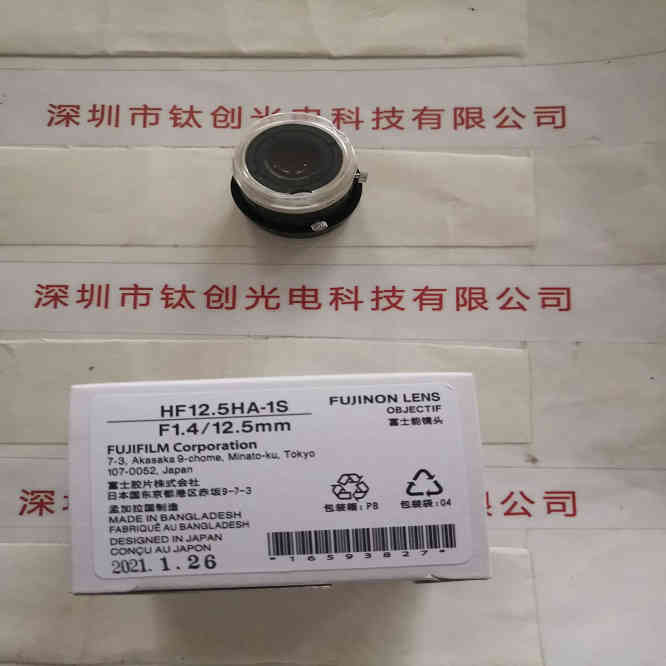 深圳市钛创光电科技有限公司
深圳市钛创光电科技有限公司
HF12.5HA-1S
F1.4/12.5mm
FUJINON LENS
OBJECTIF
富士能镜头
FUJIFILM Corporation
7-3, Akasaka 9-chome, Minato-ku, Tokyo
107-0052, Japan
富士胶片株式会社
日本国东京都港区赤坂9-7-3
孟加拉国制造
MADE IN BANGLADESH
FABRIQUÉ AU BANGLADESH
DESIGNED IN JAPAN
CONÇU AU JAPON
2021.1.26
包装箱：PB
包装袋：04
*16593827*
深
限公司